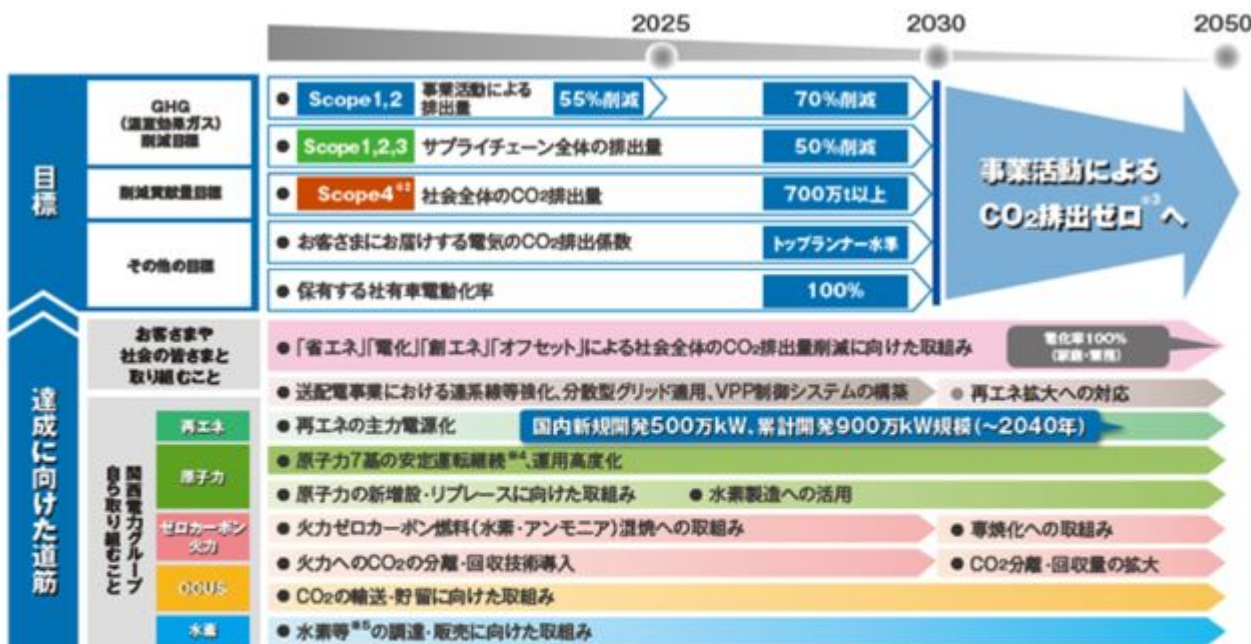 2025 2030 2050
目標
GHG
(温室効果ガス)
削減目標
● Scope1,2 事業活動による
排出量 55%削減 70%削減
● Scope1,2,3 サプライチェーン全体の排出量 50%削減
削減貢献量目標
● Scope4※2 社会全体のCO2排出量 700万t以上
その他の目標
● お客さまにお届けする電気のCO2排出係数 トップランナー水準
● 保有する社有車電動化率 100%
事業活動による
CO2排出ゼロ※3へ
達成に向けた道筋
お客さまや
社会の皆さまと
取り組むこと
● 「省エネ」「電化」「創エネ」「オフセット」による社会全体のCO2排出量削減に向けた取組み
電化率100%
(家庭・業務)
関西電力グループ
自ら取り組むこと
● 送配電事業における連系線等強化、分散型グリッド適用、VPP制御システムの構築 ● 再エネ拡大への対応
再エネ
● 再エネの主力電源化 国内新規開発500万kW、累計開発900万kW規模(~2040年)
原子力
● 原子力7基の安定運転継続※4、運用高度化
● 原子力の新増設・リプレースに向けた取組み ● 水素製造への活用
ゼロカーボン
火力
● 火力ゼロカーボン燃料(水素・アンモニア)混焼への取組み ● 専焼化への取組み
● 火力へのCO2の分離・回収技術導入 ● CO2分離・回収量の拡大
CCUS
● CO2の輸送・貯留に向けた取組み
水素
● 水素等※5の調達・販売に向けた取組み